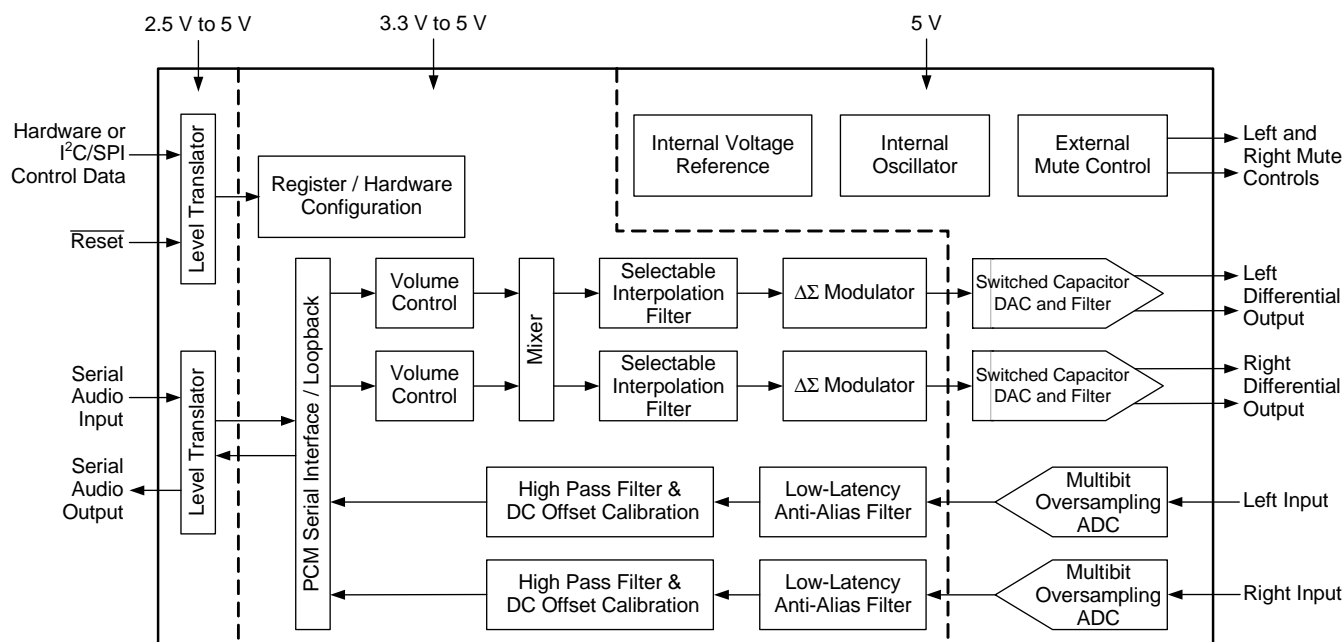 2.5 V to 5 V
3.3 V to 5 V
5 V
Hardware or
I²C/SPI
Control Data
Reset
Level Translator
Register / Hardware
Configuration
Internal Voltage
Reference
Internal
Oscillator
External
Mute Control
Left and
Right Mute
Controls
PCM Serial Interface / Loopback
Volume
Control
Mixer
Selectable
Interpolation
Filter
ΔΣ Modulator
Switched Capacitor
DAC and Filter
Left
Differential
Output
Serial
Audio
Input
Level Translator
Volume
Control
Selectable
Interpolation
Filter
ΔΣ Modulator
Switched Capacitor
DAC and Filter
Right
Differential
Output
Serial
Audio
Output
High Pass Filter &
DC Offset Calibration
Low-Latency
Anti-Alias Filter
Multibit
Oversampling
ADC
Left Input
High Pass Filter &
DC Offset Calibration
Low-Latency
Anti-Alias Filter
Multibit
Oversampling
ADC
Right Input